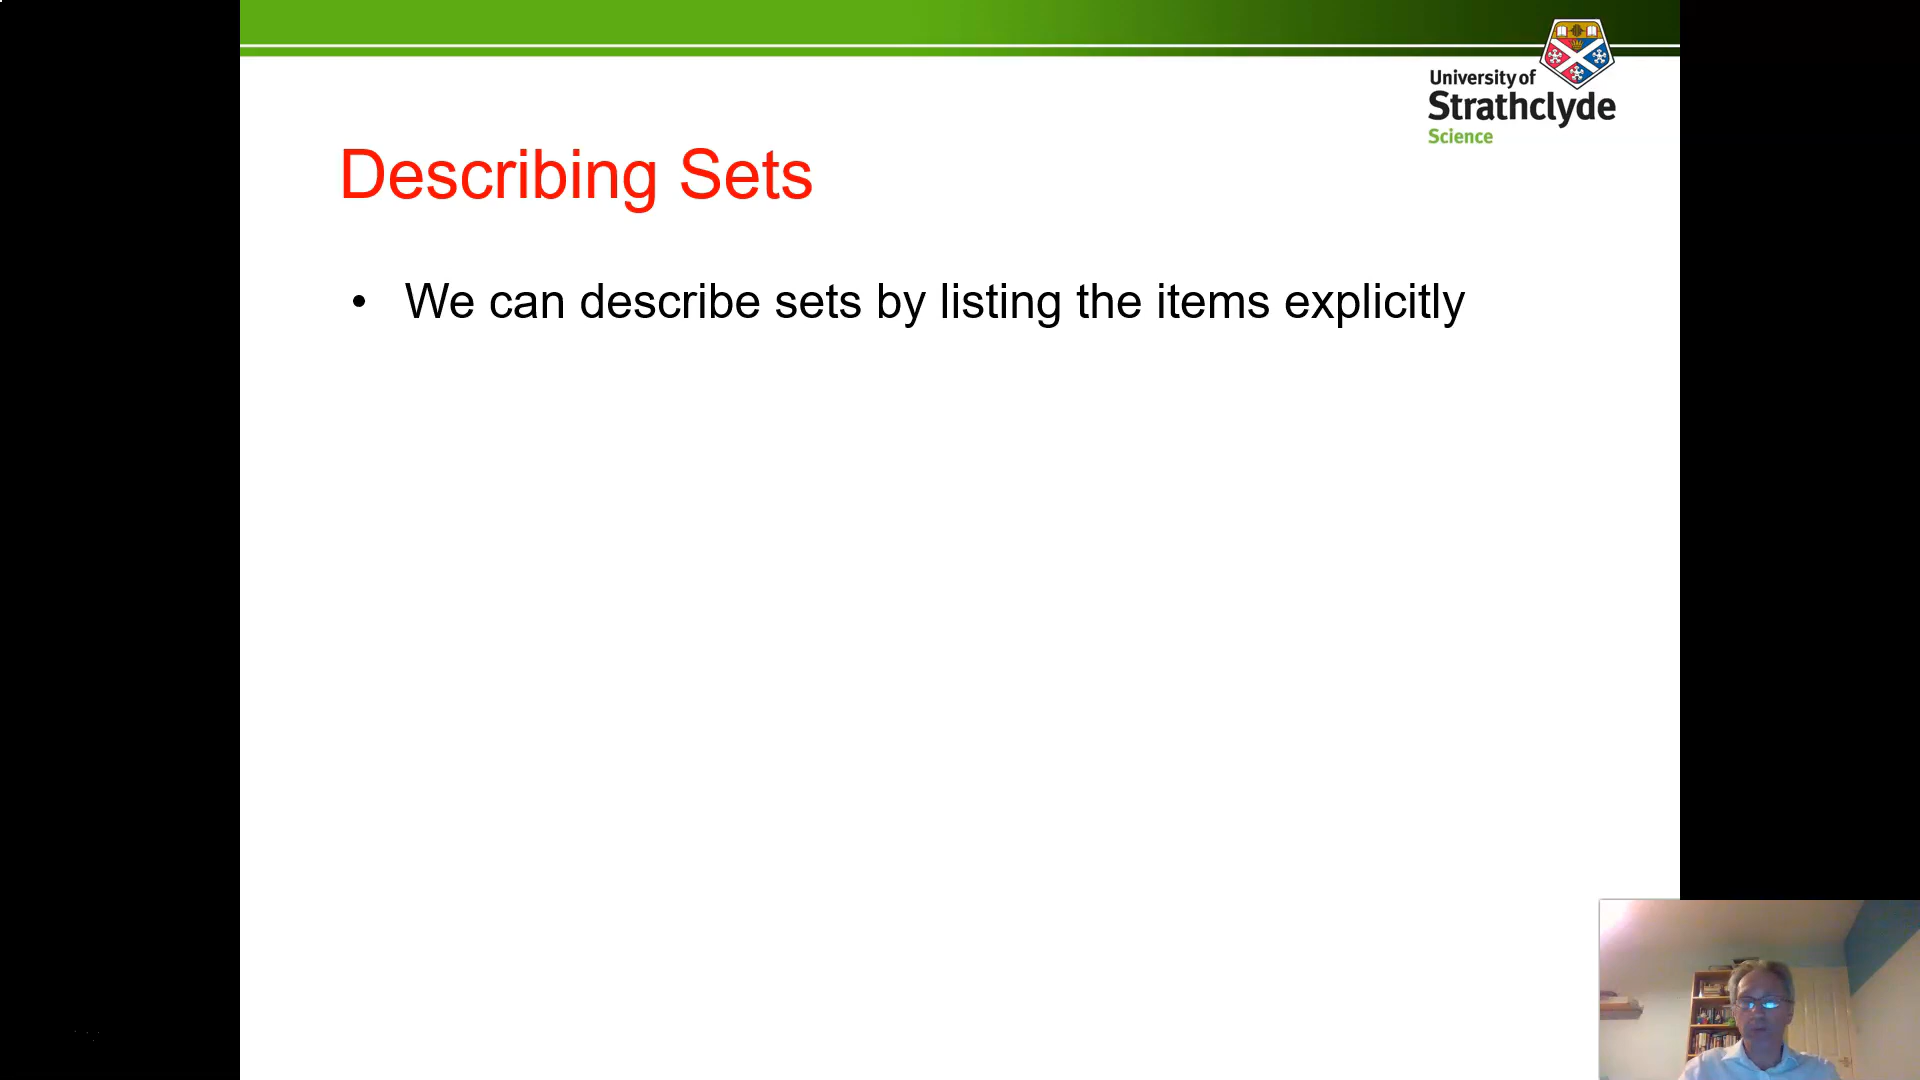 University of
Strathclyde
Science
Describing Sets
• We can describe sets by listing the items explicitly